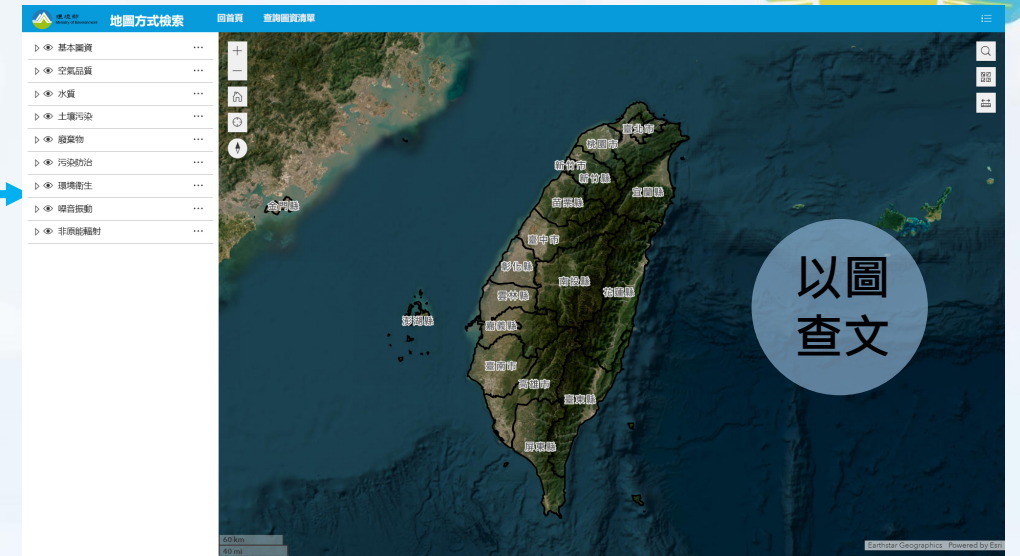 環境部
Ministry of Environment
地圖方式檢索
回首頁
查詢圖資清單
基本圖資
空氣品質
水質
土壤污染
廢棄物
污染防治
環境衛生
噪音振動
非原能輻射
臺北市
桃園市
新竹市
新竹縣
宜蘭縣
苗栗縣
金門縣
臺中市
彰化縣
南投縣
花蓮縣
雲林縣
澎湖縣
嘉義縣
臺南市
高雄市
臺東縣
屏東縣
以圖
查文
60 km
40 mi
Earthstar Geographics Powered by Esri